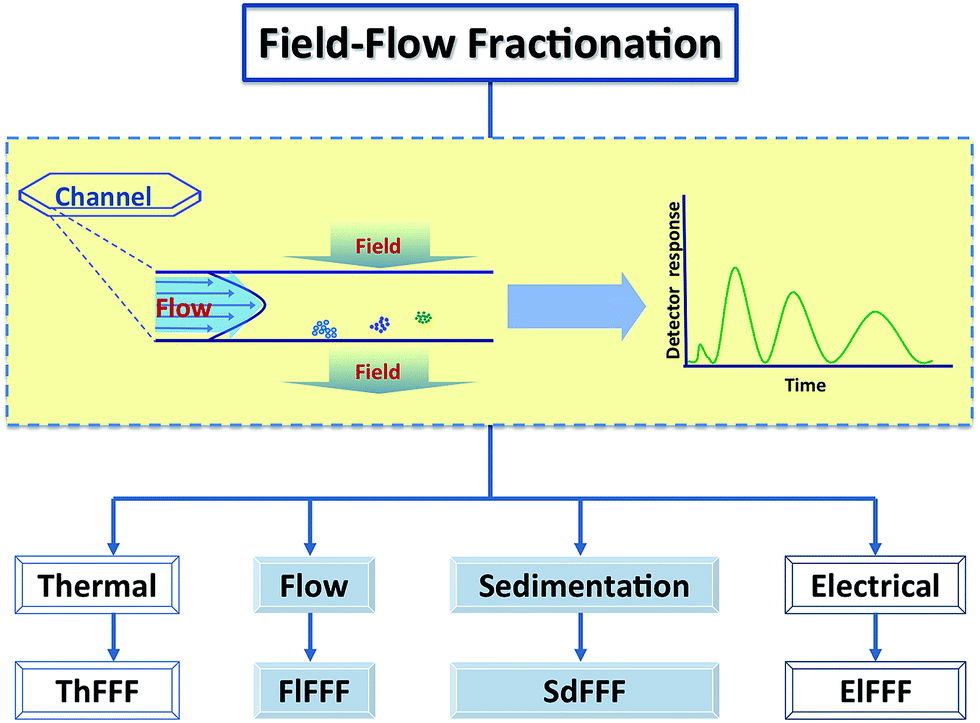 Field-Flow Fractionation
Channel
Field
Flow
Field
Detector response
Time
Thermal
Flow
Sedimentation
Electrical
ThFFF
FlFFF
SdFFF
ElFFF